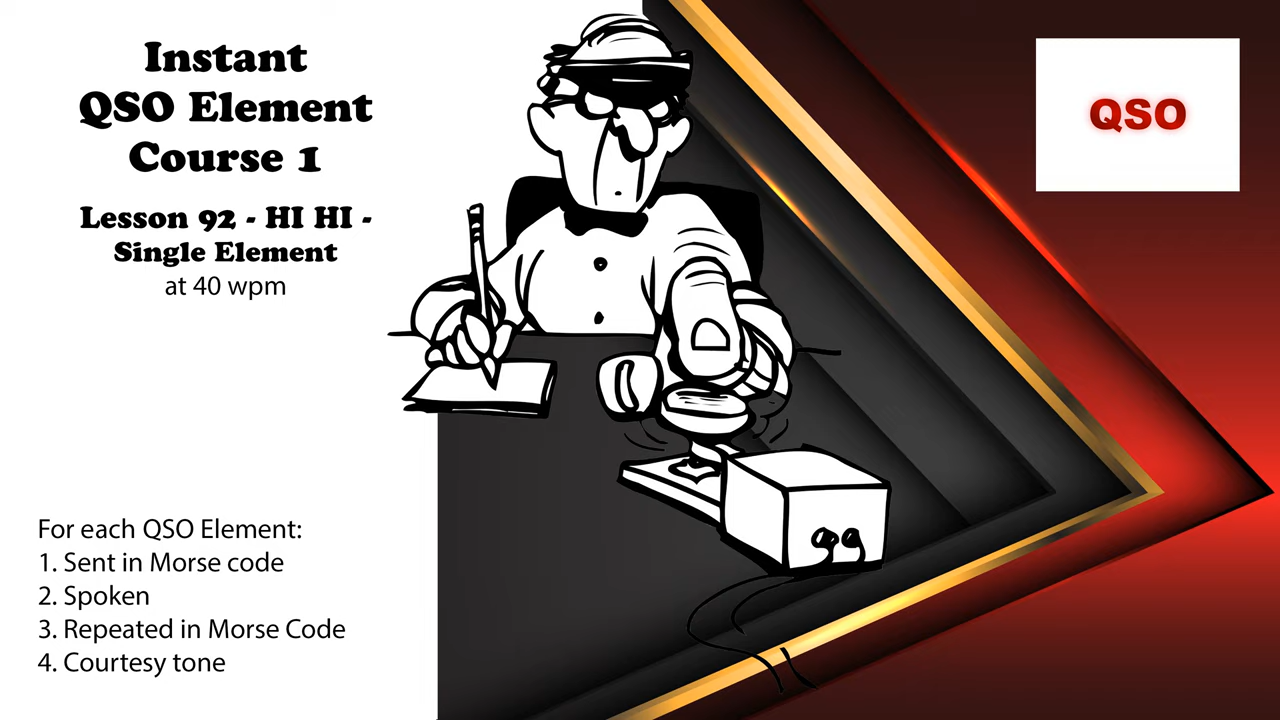 Instant
QSO Element
Course 1
Lesson 92 - HI HI -
Single Element
at 40 wpm
QSO
For each QSO Element:
1. Sent in Morse code
2. Spoken
3. Repeated in Morse Code
4. Courtesy tone